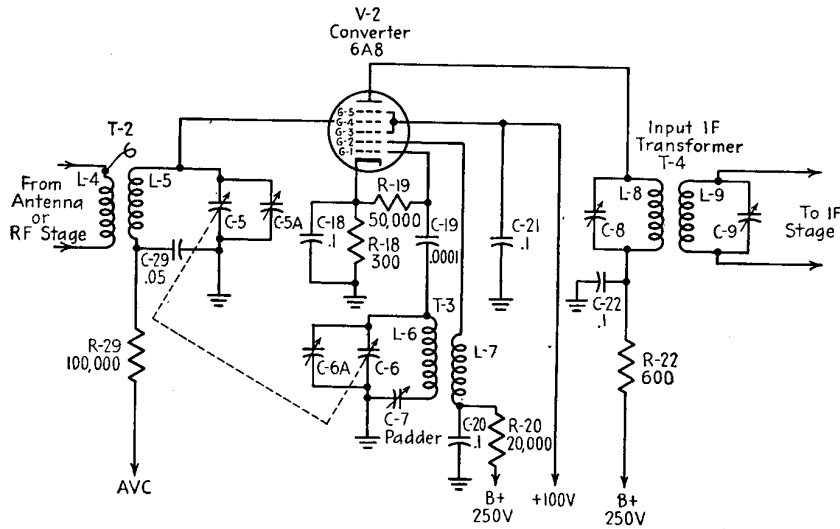 V-2
Converter
6A8
G-5
G-4
G-3
G-2
G-1
T-2
L-4
L-5
From
Antenna
or
RF Stage
C-5
C-5A
C-29
.05
R-29
100,000
AVC
C-18
.1
R-19
50,000
R-18
300
C-19
.0001
C-21
.1
T-3
L-6
L-7
C-6A
C-6
C-7
Padder
C-20
.1
R-20
20,000
B+
250V
+100V
Input IF
Transformer
T-4
L-8
L-9
C-8
C-9
To IF
Stage
C-22
.1
R-22
600
B+
250V